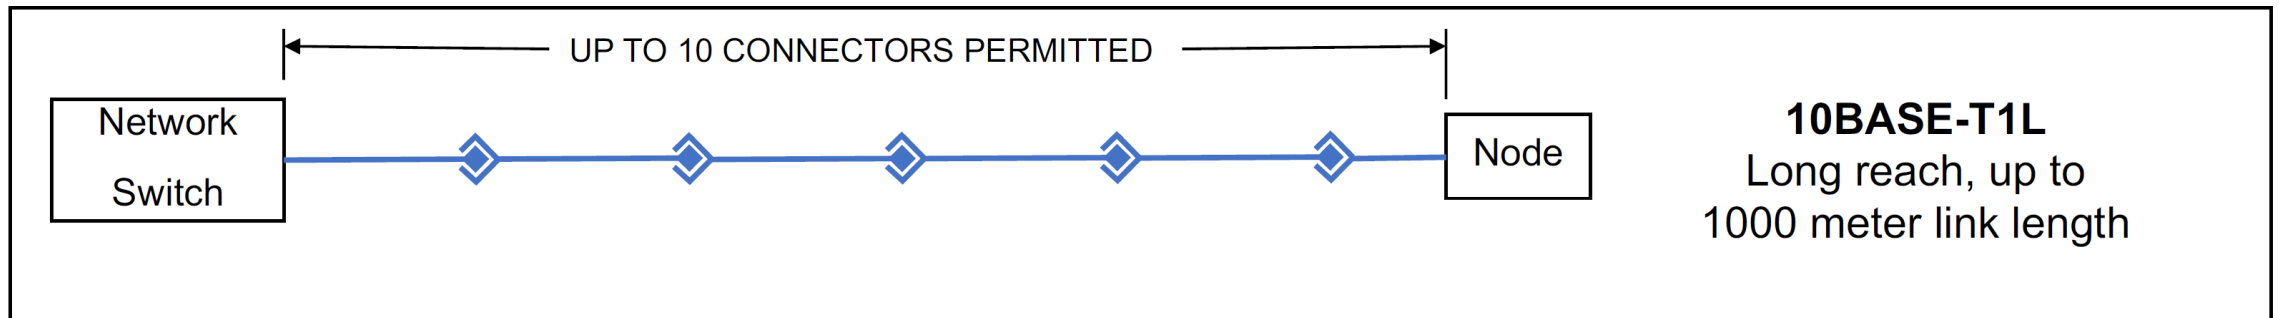 UP TO 10 CONNECTORS PERMITTED
Network
Switch
Node
10BASE-T1L
Long reach, up to
1000 meter link length